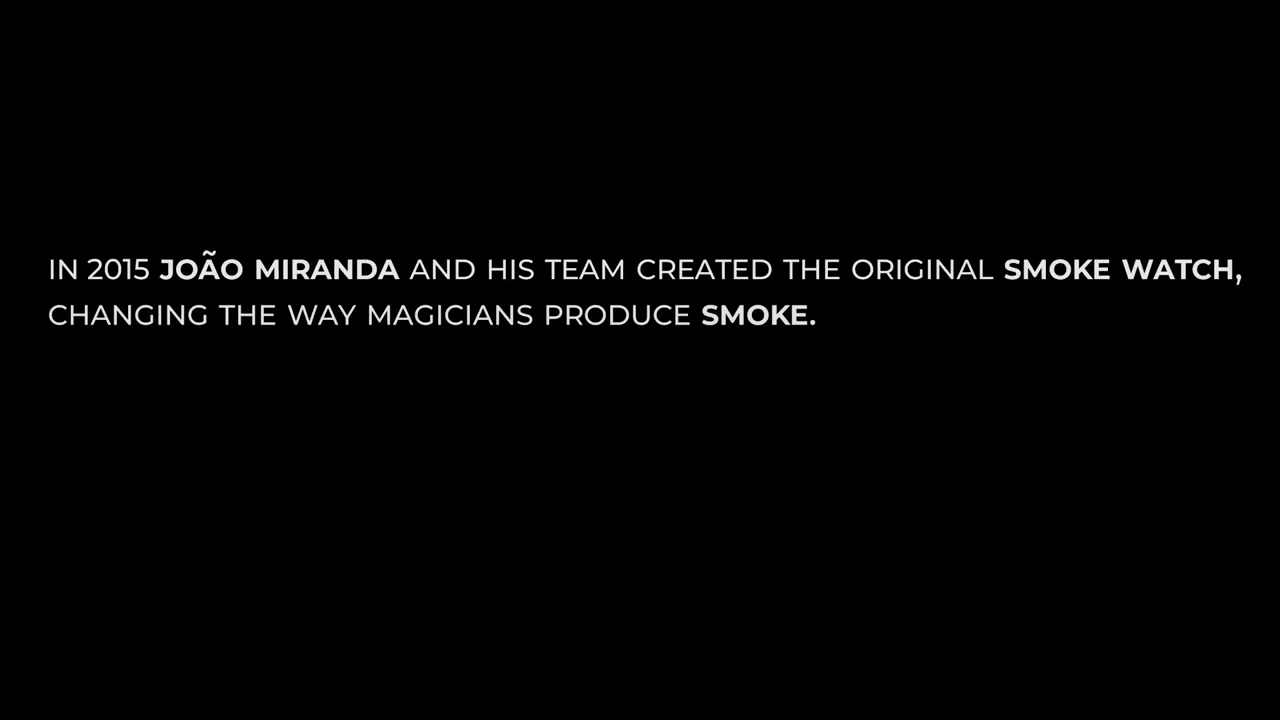 IN 2015 JOÃO MIRANDA AND HIS TEAM CREATED THE ORIGINAL SMOKE WATCH,
CHANGING THE WAY MAGICIANS PRODUCE SMOKE.